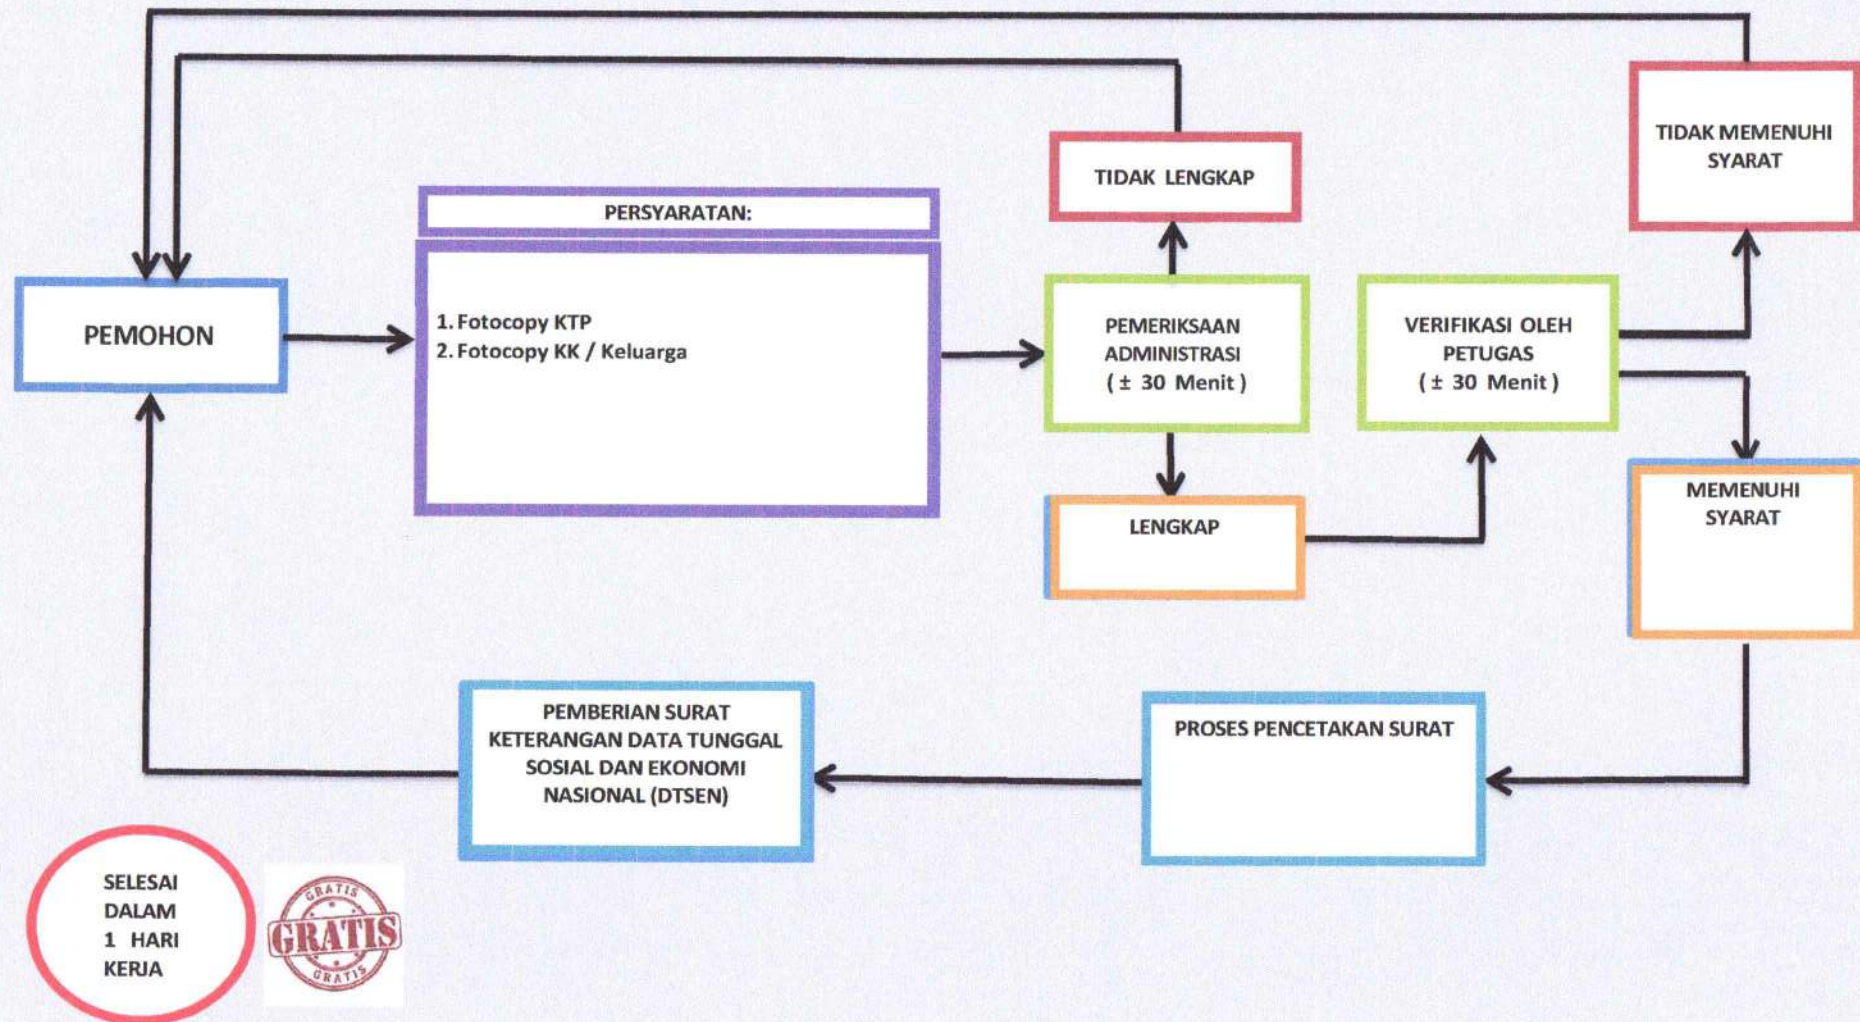 TIDAK MEMENUHI
SYARAT
TIDAK LENGKAP
PERSYARATAN:
PEMOHON
1. Fotocopy KTP
2. Fotocopy KK / Keluarga
PEMERIKSAAN
ADMINISTRASI
( ± 30 Menit )
VERIFIKASI OLEH
PETUGAS
( ± 30 Menit )
LENGKAP
MEMENUHI
SYARAT
PEMBERIAN SURAT
KETERANGAN DATA TUNGGAL
SOSIAL DAN EKONOMI
NASIONAL (DTSEN)
PROSES PENCETAKAN SURAT
SELESAI
DALAM
1 HARI
KERJA
GRATIS
GRATIS
GRATIS